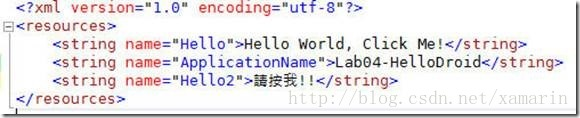 <?xml version="1.0" encoding="utf-8"?>
<resources>
<string name="Hello">Hello World, Click Me!</string>
<string name="ApplicationName">Lab04-HelloDroid</string>
<string name="Hello2">請按我!!</string>
</resources>
http://blog.csdn.net/xamarin